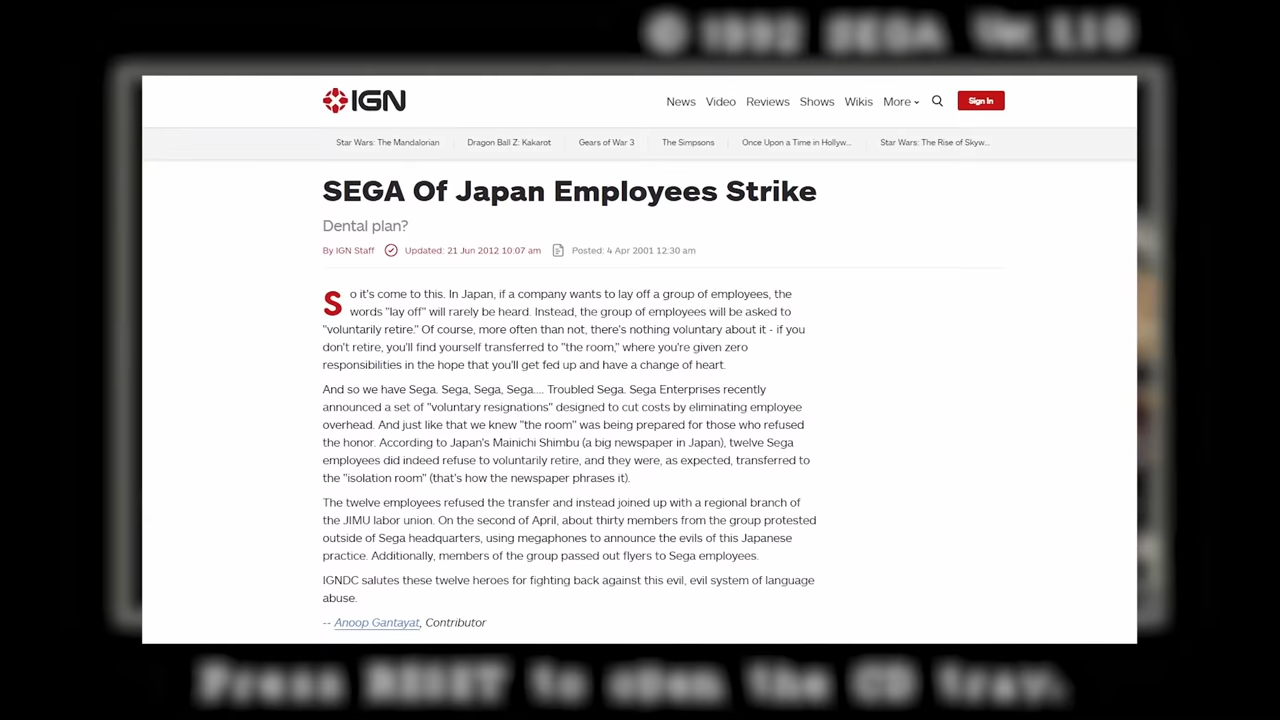 © 1992 SEGA
IGN
News Video Reviews Shows Wikis More Sign In
Star Wars: The Mandalorian Dragon Ball Z: Kakarot Gears of War 3 The Simpsons Once Upon a Time in Hollyw... Star Wars: The Rise of Skyw...
SEGA Of Japan Employees Strike
Dental plan?
By IGN Staff Updated: 21 Jun 2012 10:07 am Posted: 4 Apr 2001 12:30 am
So it's come to this. In Japan, if a company wants to lay off a group of employees, the
words "lay off" will rarely be heard. Instead, the group of employees will be asked to
"voluntarily retire." Of course, more often than not, there's nothing voluntary about it - if you
don't retire, you'll find yourself transferred to "the room," where you're given zero
responsibilities in the hope that you'll get fed up and have a change of heart.
And so we have Sega. Sega, Sega, Sega.... Troubled Sega. Sega Enterprises recently
announced a set of "voluntary resignations" designed to cut costs by eliminating employee
overhead. And just like that we knew "the room" was being prepared for those who refused
the honor. According to Japan's Mainichi Shimbu (a big newspaper in Japan), twelve Sega
employees did indeed refuse to voluntarily retire, and they were, as expected, transferred to
the "isolation room" (that's how the newspaper phrases it).
The twelve employees refused the transfer and instead joined up with a regional branch of
the JIMU labor union. On the second of April, about thirty members from the group protested
outside of Sega headquarters, using megaphones to announce the evils of this Japanese
practice. Additionally, members of the group passed out flyers to Sega employees.
IGNDC salutes these twelve heroes for fighting back against this evil, evil system of language
abuse.
-- Anoop Gantayat, Contributor
Press RESET to open the CD tray.